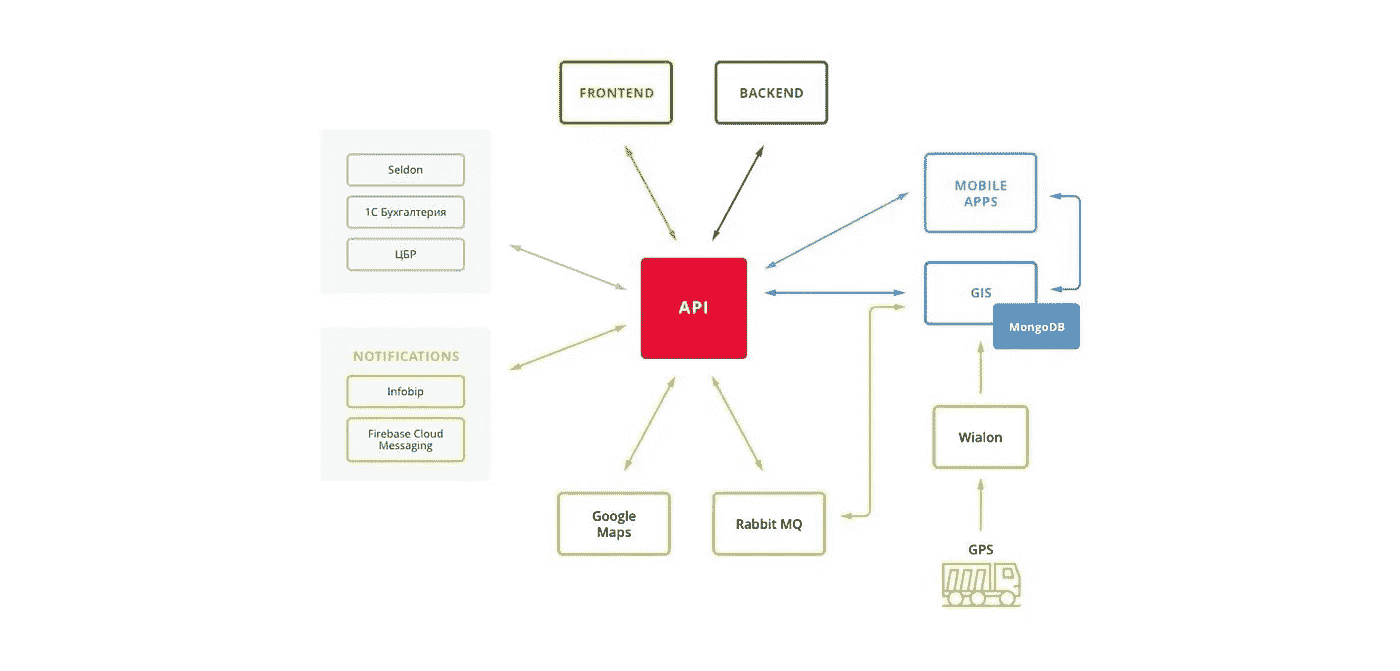 FRONTEND
BACKEND
Seldon
1С Бухгалтерия
ЦБР
MOBILE
APPS
API
GIS
MongoDB
NOTIFICATIONS
Infobip
Firebase Cloud
Messaging
Wialon
Google
Maps
Rabbit MQ
GPS